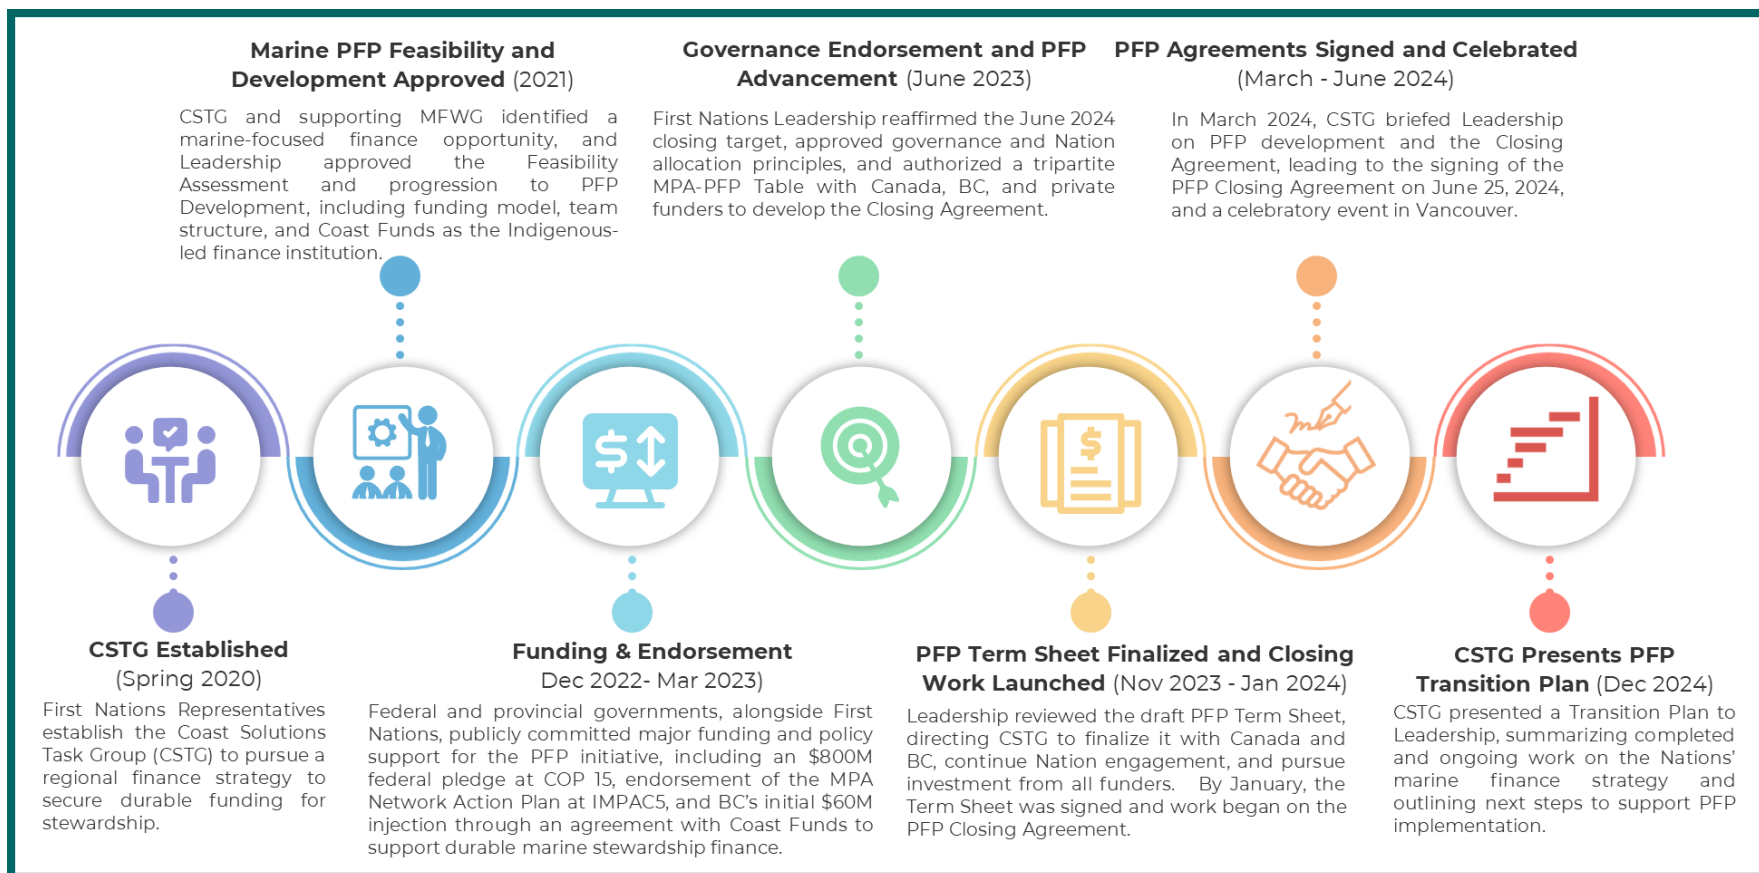 Marine PFP Feasibility and
Development Approved (2021)
CSTG and supporting MFWG identified a
marine-focused finance opportunity, and
Leadership approved the Feasibility
Assessment and progression to PFP
Development, including funding model, team
structure, and Coast Funds as the Indigenous-
led finance institution.
Governance Endorsement and PFP
Advancement (June 2023)
First Nations Leadership reaffirmed the June 2024
closing target, approved governance and Nation
allocation principles, and authorized a tripartite
MPA-PFP Table with Canada, BC, and private
funders to develop the Closing Agreement.
PFP Agreements Signed and Celebrated
(March - June 2024)
In March 2024, CSTG briefed Leadership
on PFP development and the Closing
Agreement, leading to the signing of the
PFP Closing Agreement on June 25, 2024,
and a celebratory event in Vancouver.
CSTG Established
(Spring 2020)
First Nations Representatives
establish the Coast Solutions
Task Group (CSTG) to pursue a
regional finance strategy to
secure durable funding for
stewardship.
Funding & Endorsement
Dec 2022- Mar 2023)
Federal and provincial governments, alongside First
Nations, publicly committed major funding and policy
support for the PFP initiative, including an $800M
federal pledge at COP 15, endorsement of the MPA
Network Action Plan at IMPAC5, and BC's initial $60M
injection through an agreement with Coast Funds to
support durable marine stewardship finance.
PFP Term Sheet Finalized and Closing
Work Launched (Nov 2023 - Jan 2024)
Leadership reviewed the draft PFP Term Sheet,
directing CSTG to finalize it with Canada and
BC, continue Nation engagement, and pursue
investment from all funders. By January, the
Term Sheet was signed and work began on the
PFP Closing Agreement.
CSTG Presents PFP
Transition Plan (Dec 2024)
CSTG presented a Transition Plan to
Leadership, summarizing completed
and ongoing work on the Nations'
marine finance strategy and
outlining next steps to support PFP
implementation.